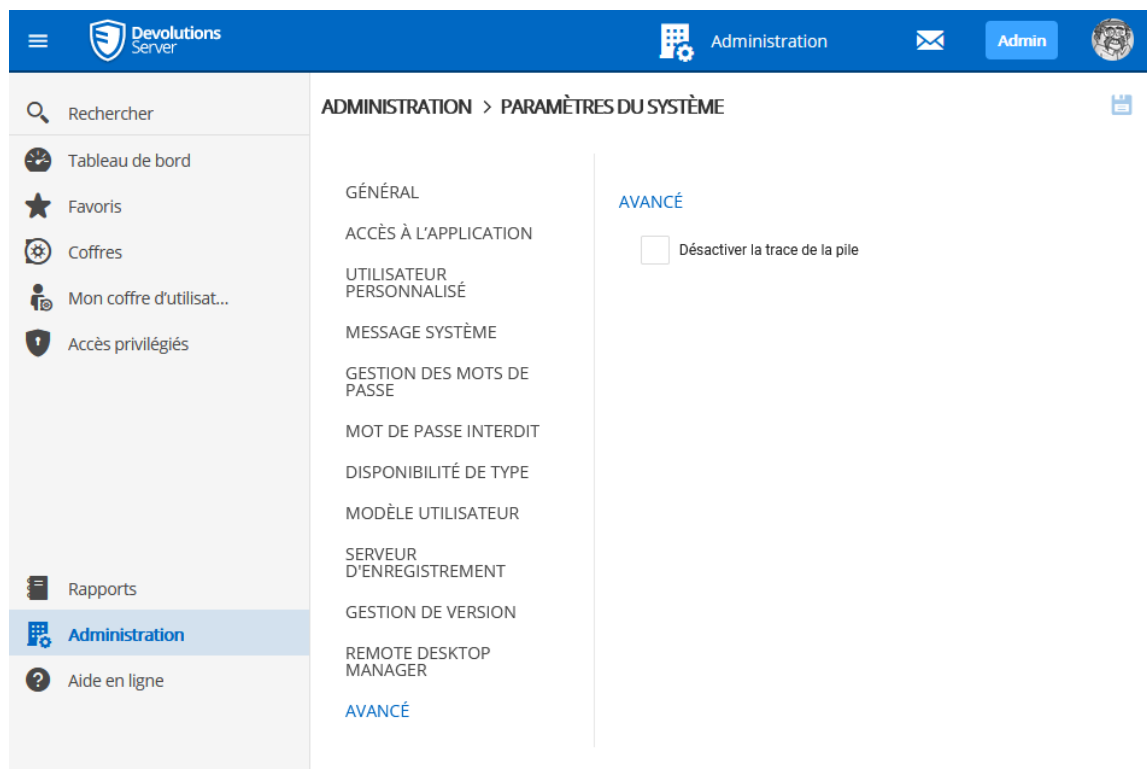 Devolutions
Server
Administration
Admin
Rechercher
Tableau de bord
Favoris
Coffres
Mon coffre d'utilisat...
Accès privilégiés
Rapports
Administration
Aide en ligne
ADMINISTRATION > PARAMÈTRES DU SYSTÈME
GÉNÉRAL
ACCÈS À L'APPLICATION
UTILISATEUR
PERSONNALISÉ
MESSAGE SYSTÈME
GESTION DES MOTS DE
PASSE
MOT DE PASSE INTERDIT
DISPONIBILITÉ DE TYPE
MODÈLE UTILISATEUR
SERVEUR
D'ENREGISTREMENT
GESTION DE VERSION
REMOTE DESKTOP
MANAGER
AVANCÉ
AVANCÉ
Désactiver la trace de la pile